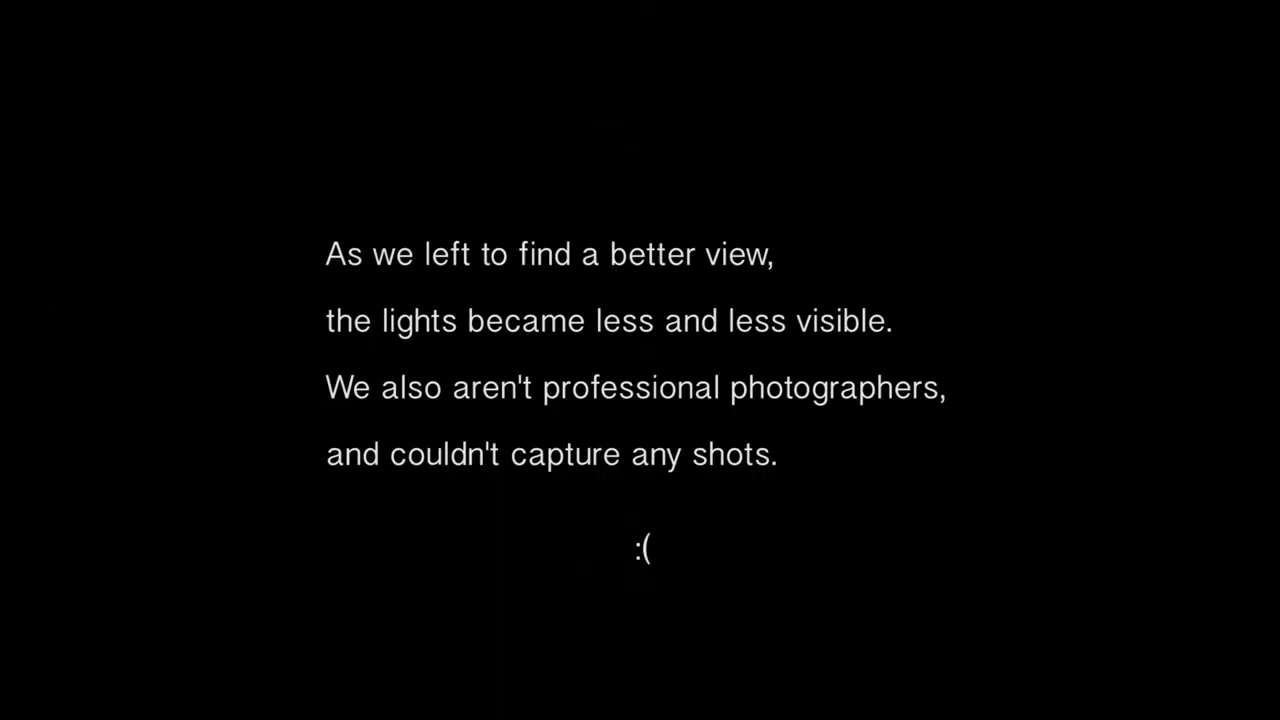 As we left to find a better view,
the lights became less and less visible.
We also aren't professional photographers,
and couldn't capture any shots.
:(